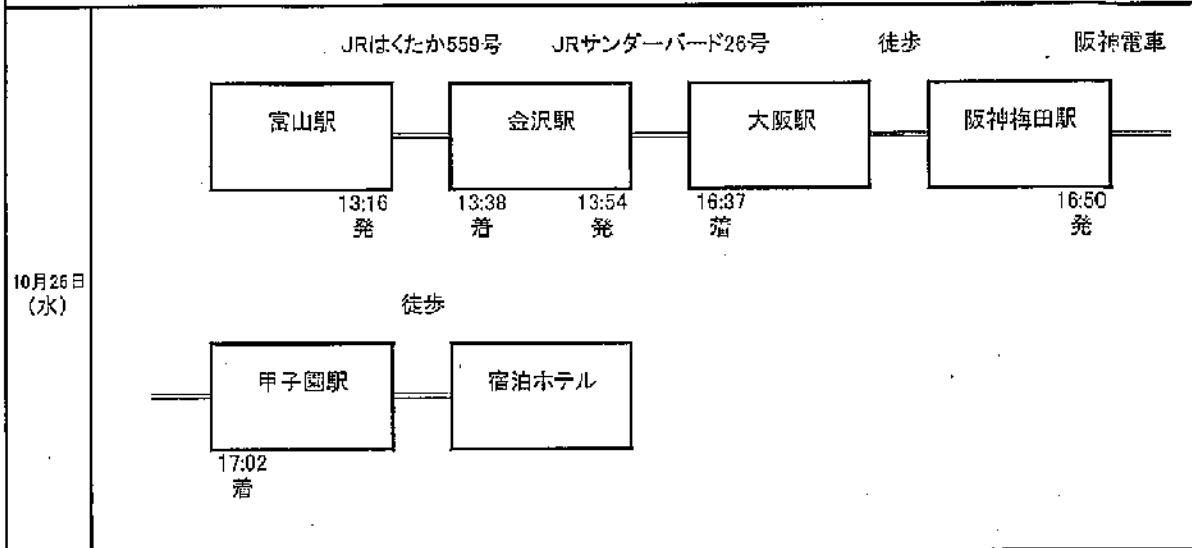 JRはくたか559号 JRサンダーバード26号 徒歩 阪神電車
富山駅 金沢駅 大阪駅 阪神梅田駅
13:16 13:38 13:54 16:37 16:50
発 着 発 着 発
10月26日
(水)
徒歩
甲子園駅 宿泊ホテル
17:02
着